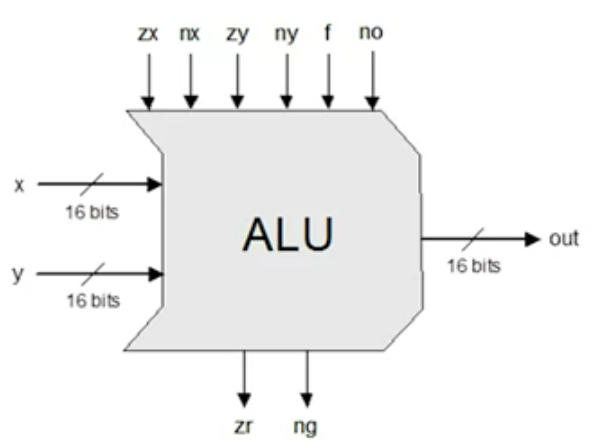 zx nx zy ny f no
x
16 bits
ALU
out
16 bits
y
16 bits
zr ng